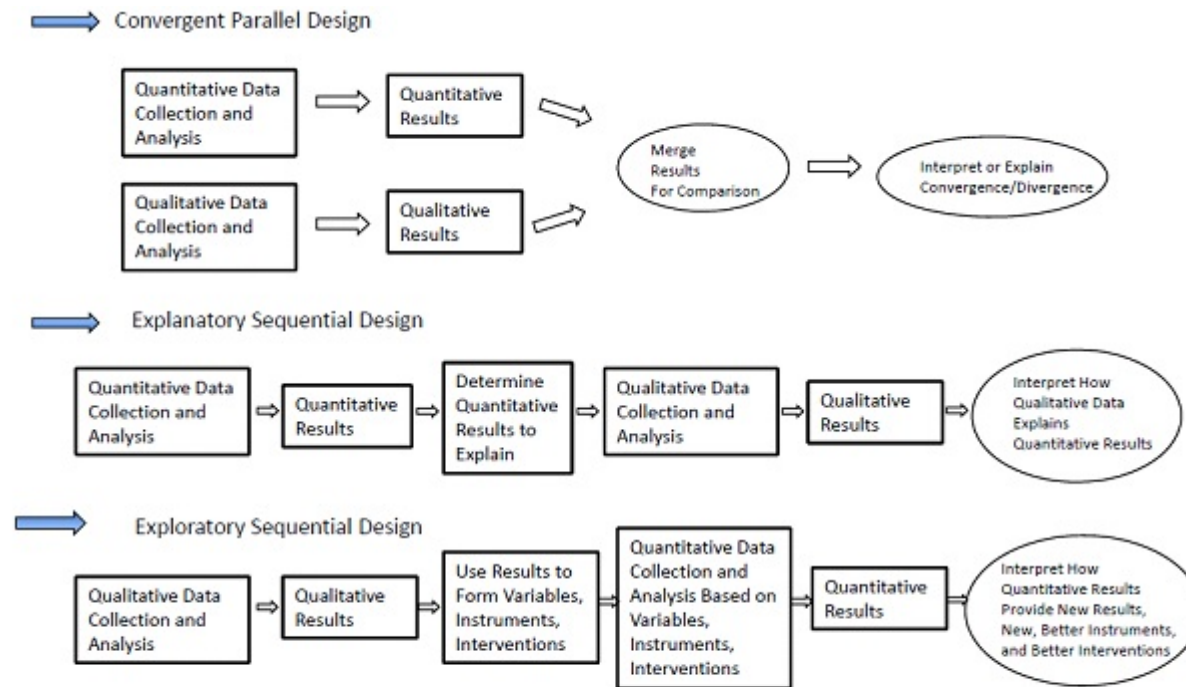 Convergent Parallel Design
Quantitative Data
Collection and
Analysis
Quantitative
Results
Qualitative Data
Collection and
Analysis
Qualitative
Results
Merge
Results
For Comparison
Interpret or Explain
Convergence/Divergence
Explanatory Sequential Design
Quantitative Data
Collection and
Analysis
Quantitative
Results
Determine
Quantitative
Results to
Explain
Qualitative Data
Collection and
Analysis
Qualitative
Results
Interpret How
Qualitative Data
Explains
Quantitative Results
Exploratory Sequential Design
Qualitative Data
Collection and
Analysis
Qualitative
Results
Use Results to
Form Variables,
Instruments,
Interventions
Quantitative Data
Collection and
Analysis Based on
Variables,
Instruments,
Interventions
Quantitative
Results
Interpret How
Quantitative Results
Provide New Results,
New, Better Instruments,
and Better Interventions